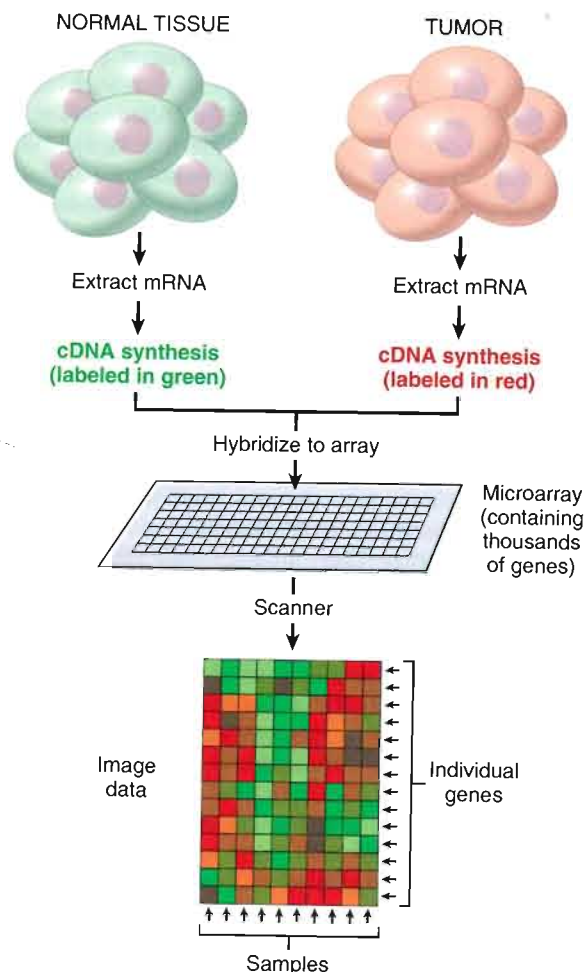 NORMAL TISSUE
TUMOR
Extract mRNA
Extract mRNA
cDNA synthesis
(labeled in green)
cDNA synthesis
(labeled in red)
Hybridize to array
Microarray
(containing
thousands
of genes)
Scanner
Image
data
Individual
genes
Samples